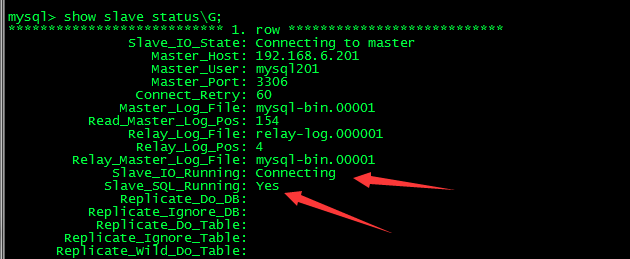 mysql> show slave status\G;
*************************** 1. row ***************************
Slave_IO_State: Connecting to master
Master_Host: 192.168.6.201
Master_User: mysql201
Master_Port: 3306
Connect_Retry: 60
Master_Log_File: mysql-bin.00001
Read_Master_Log_Pos: 154
Relay_Log_File: relay-log.000001
Relay_Log_Pos: 4
Relay_Master_Log_File: mysql-bin.00001
Slave_IO_Running: Connecting
Slave_SQL_Running: Yes
Replicate_Do_DB:
Replicate_Ignore_DB:
Replicate_Do_Table:
Replicate_Ignore_Table:
Replicate_Wild_Do_Table: